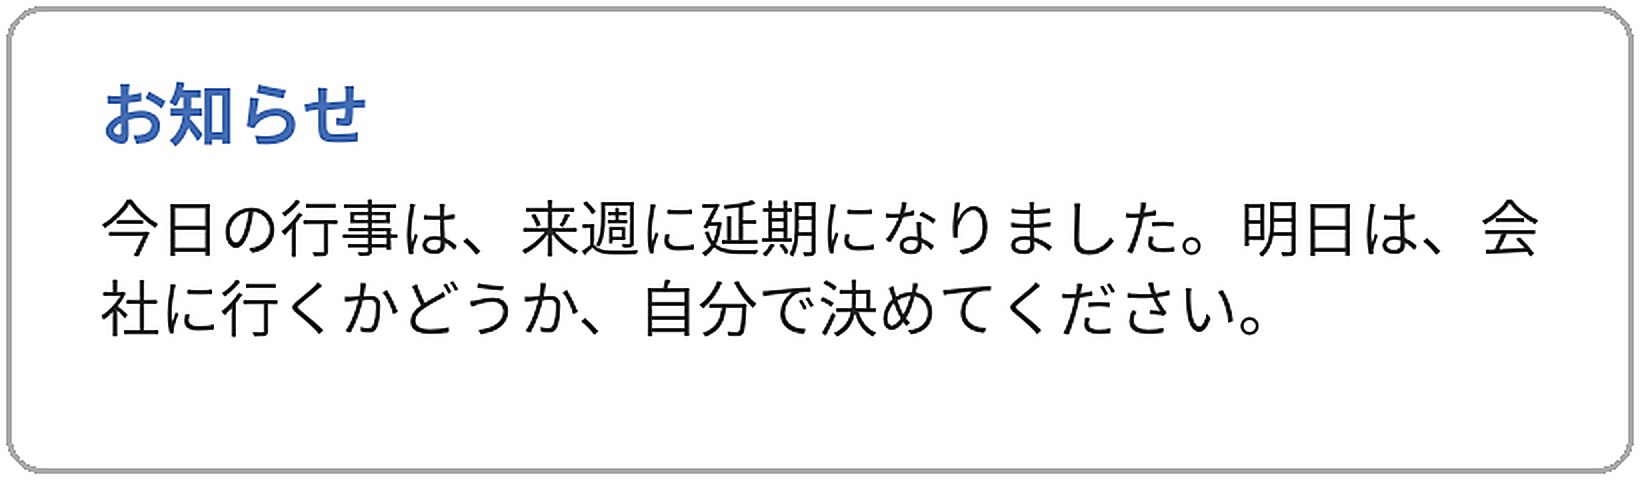 お知らせ
今日の行事は、来週に延期になりました。明日は、会
社に行くかどうか、自分で決めてください。